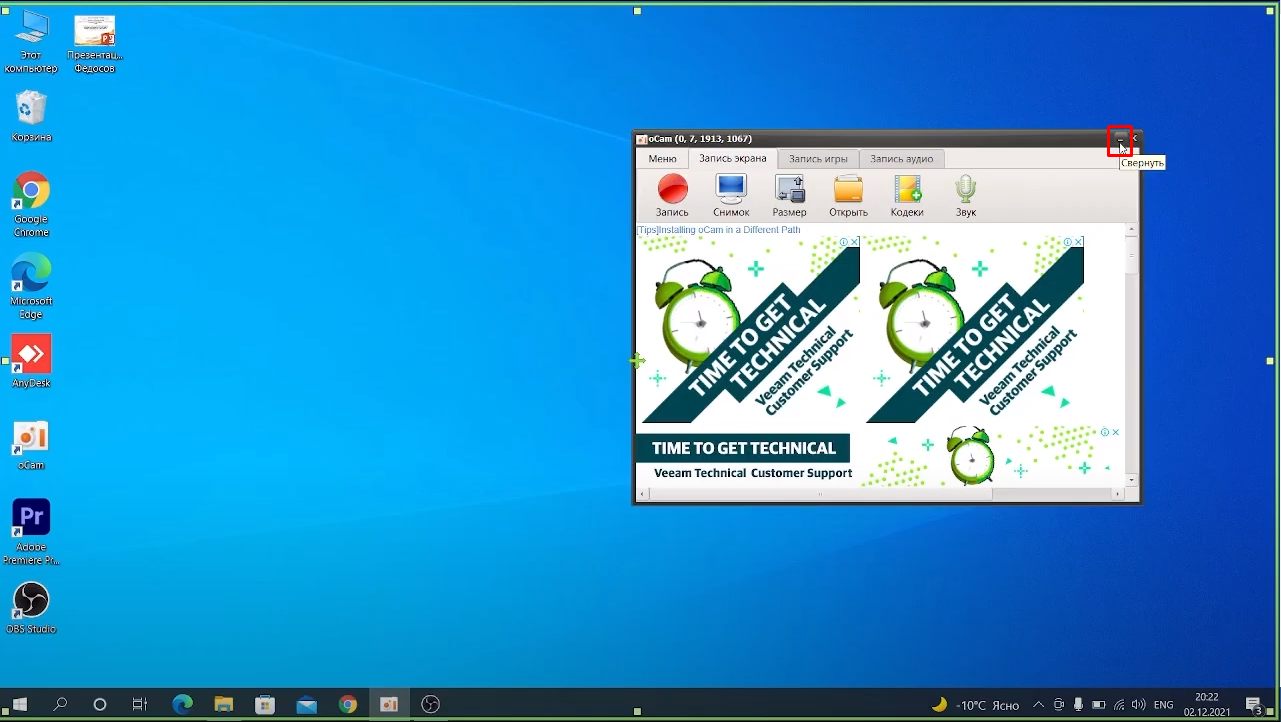 Этот
компьютер
Презентац...
Федосов
Корзина
Google
Chrome
Microsoft
Edge
AnyDesk
oCam
Pr
Adobe
Premiere Pr...
OBS Studio
oCam (0, 7, 1913, 1067)
Свернуть
Меню
Запись экрана
Запись игры
Запись аудио
Запись
Снимок
Размер
Открыть
Кодеки
Звук
[Tips]Installing oCam in a Different Path
TIME TO GET
TECHNICAL
Veeam Technical
Customer Support
TIME TO GET
TECHNICAL
Veeam Technical
Customer Support
TIME TO GET TECHNICAL
Veeam Technical Customer Support
-10°C Ясно
ENG
20:22
02.12.2021
3